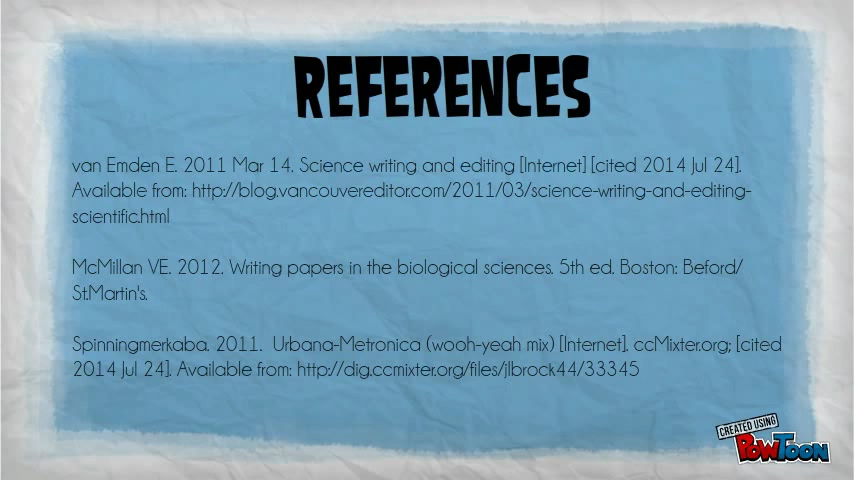 REFERENCES
van Emden E. 2011 Mar 14. Science writing and editing [Internet] [cited 2014 Jul 24].
Available from: http://blog.vancouvereditor.com/2011/03/science-writing-and-editing-
scientific.html
McMillan VE. 2012. Writing papers in the biological sciences. 5th ed. Boston: Beford/
St.Martin's.
Spinningmerkaba. 2011. Urbana-Metronica (wooh-yeah mix) [Internet]. ccMixter.org; [cited
2014 Jul 24]. Available from: http://dig.ccmixter.org/files/jlbrock44/33345
CREATED USING
POWTOON